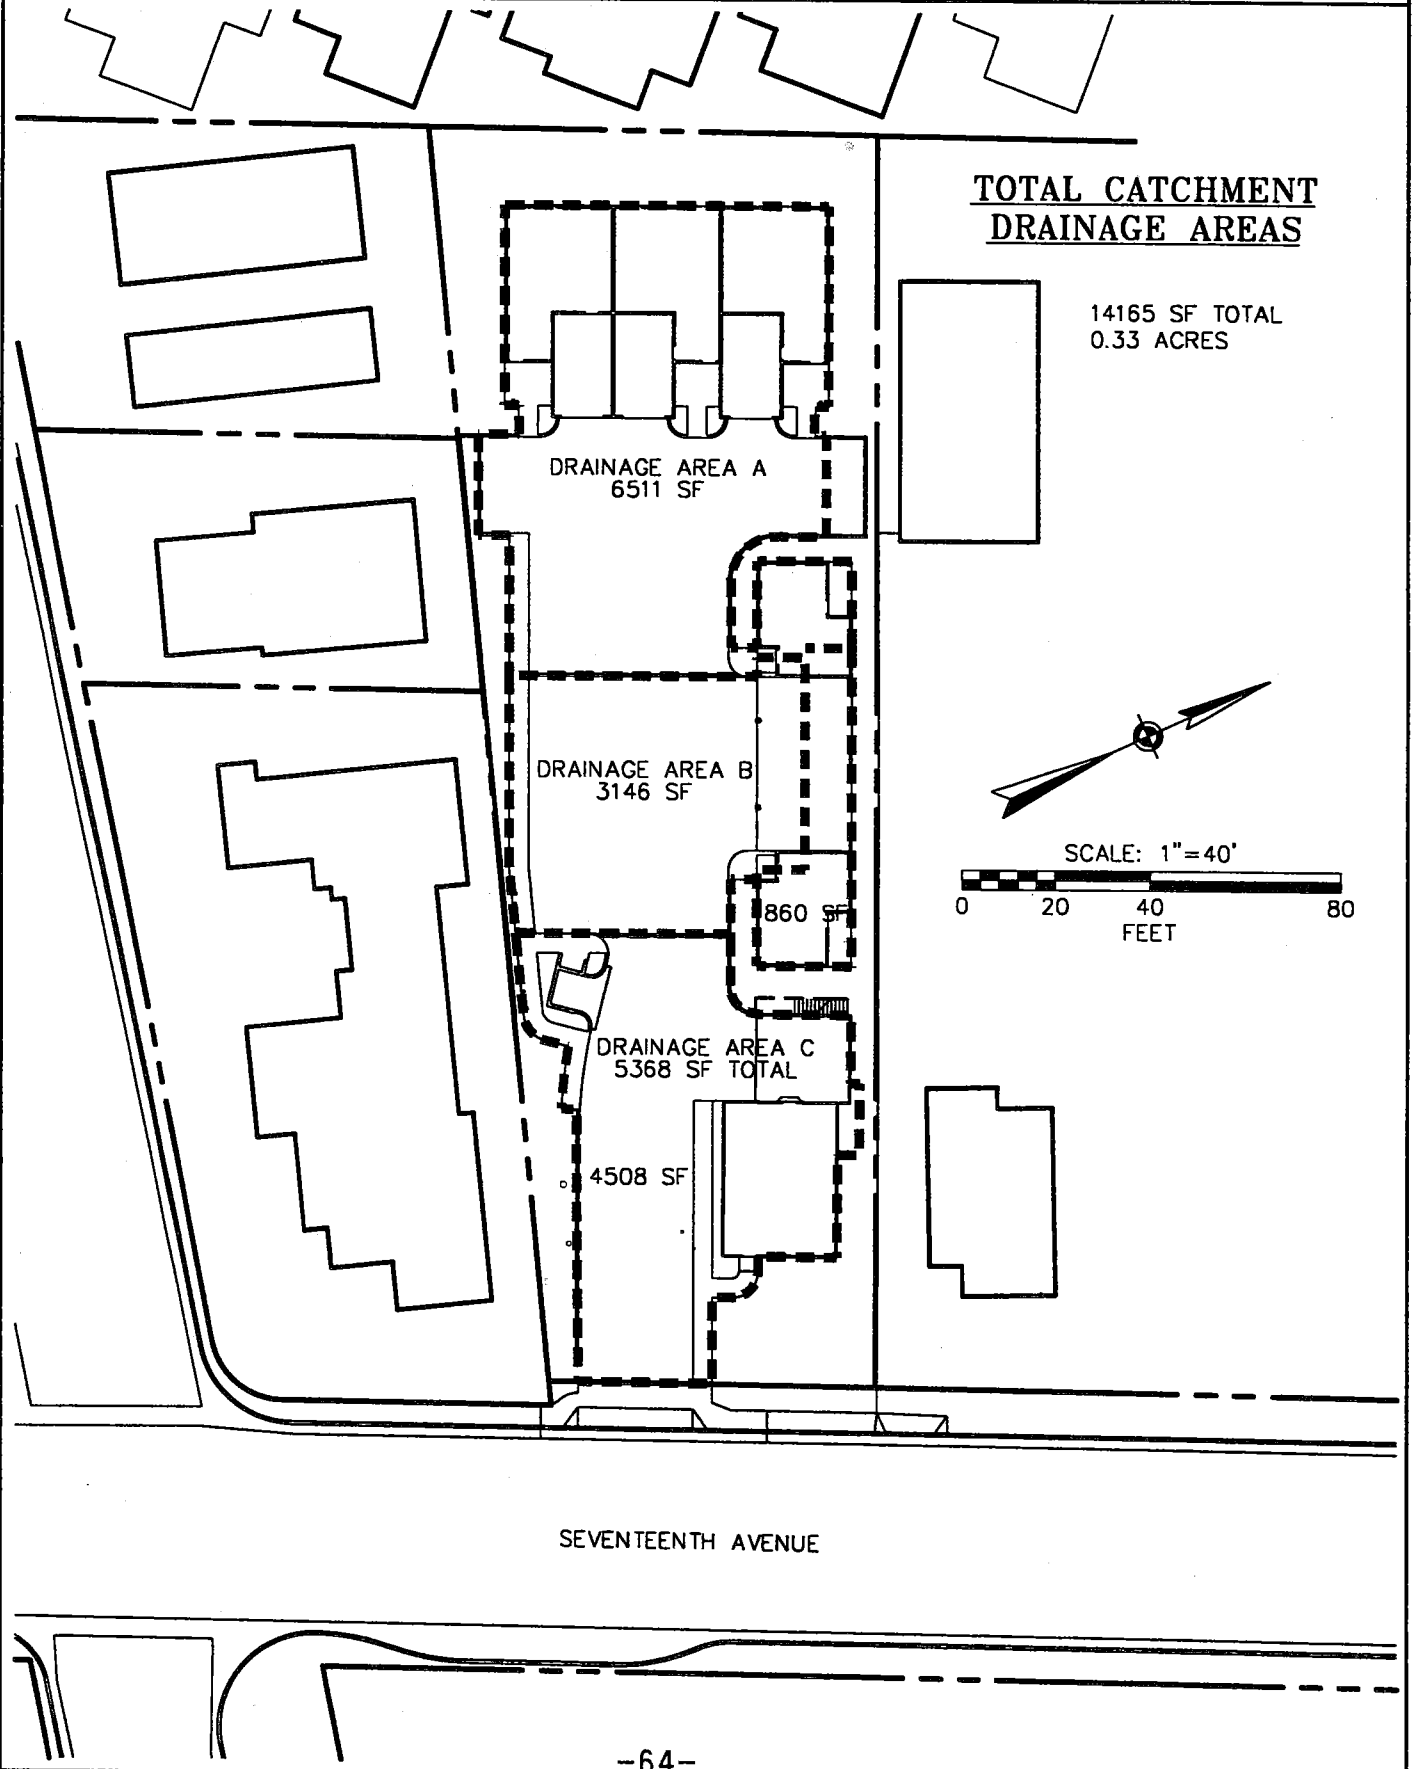 TOTAL CATCHMENT
DRAINAGE AREAS
14165 SF TOTAL
0.33 ACRES
DRAINAGE AREA A
6511 SF
DRAINAGE AREA B
3146 SF
SCALE: 1"=40'
0 20 40 80
FEET
860 SF
DRAINAGE AREA C
5368 SF TOTAL
4508 SF
SEVENTEENTH AVENUE
-64-